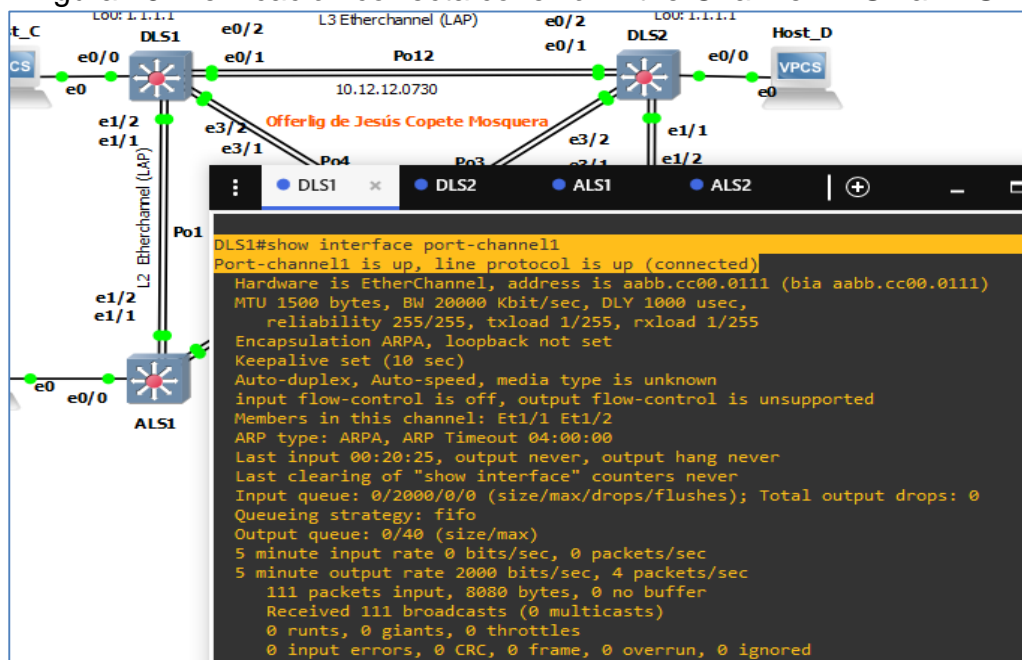 Lo0: 1.1.1.1
L3 Etherchannel (LAP)
Lo0: 1.1.1.1
t_C
DLS1
e0/2
e0/2
DLS2
Host_D
CS
e0/0
e0/1
Po12
e0/1
e0/0
VPCS
e0
10.12.12.0730
e0
e1/2
e1/1
e3/2
e3/1
Offerlig de Jesús Copete Mosquera
e3/2
e1/1
e1/2
Po4
Po3
L2 Etherchannel (LAP)
Po1
e1/2
e1/1
e0
e0/0
ALS1
DLS1 × DLS2 ALS1 ALS2
DLS1#show interface port-channel1
Port-channel1 is up, line protocol is up (connected)
Hardware is EtherChannel, address is aabb.cc00.0111 (bia aabb.cc00.0111)
MTU 1500 bytes, BW 20000 Kbit/sec, DLY 1000 usec,
reliability 255/255, txload 1/255, rxload 1/255
Encapsulation ARPA, loopback not set
Keepalive set (10 sec)
Auto-duplex, Auto-speed, media type is unknown
input flow-control is off, output flow-control is unsupported
Members in this channel: Et1/1 Et1/2
ARP type: ARPA, ARP Timeout 04:00:00
Last input 00:20:25, output never, output hang never
Last clearing of "show interface" counters never
Input queue: 0/2000/0/0 (size/max/drops/flushes); Total output drops: 0
Queueing strategy: fifo
Output queue: 0/40 (size/max)
5 minute input rate 0 bits/sec, 0 packets/sec
5 minute output rate 2000 bits/sec, 4 packets/sec
111 packets input, 8080 bytes, 0 no buffer
Received 111 broadcasts (0 multicasts)
0 runts, 0 giants, 0 throttles
0 input errors, 0 CRC, 0 frame, 0 overrun, 0 ignored